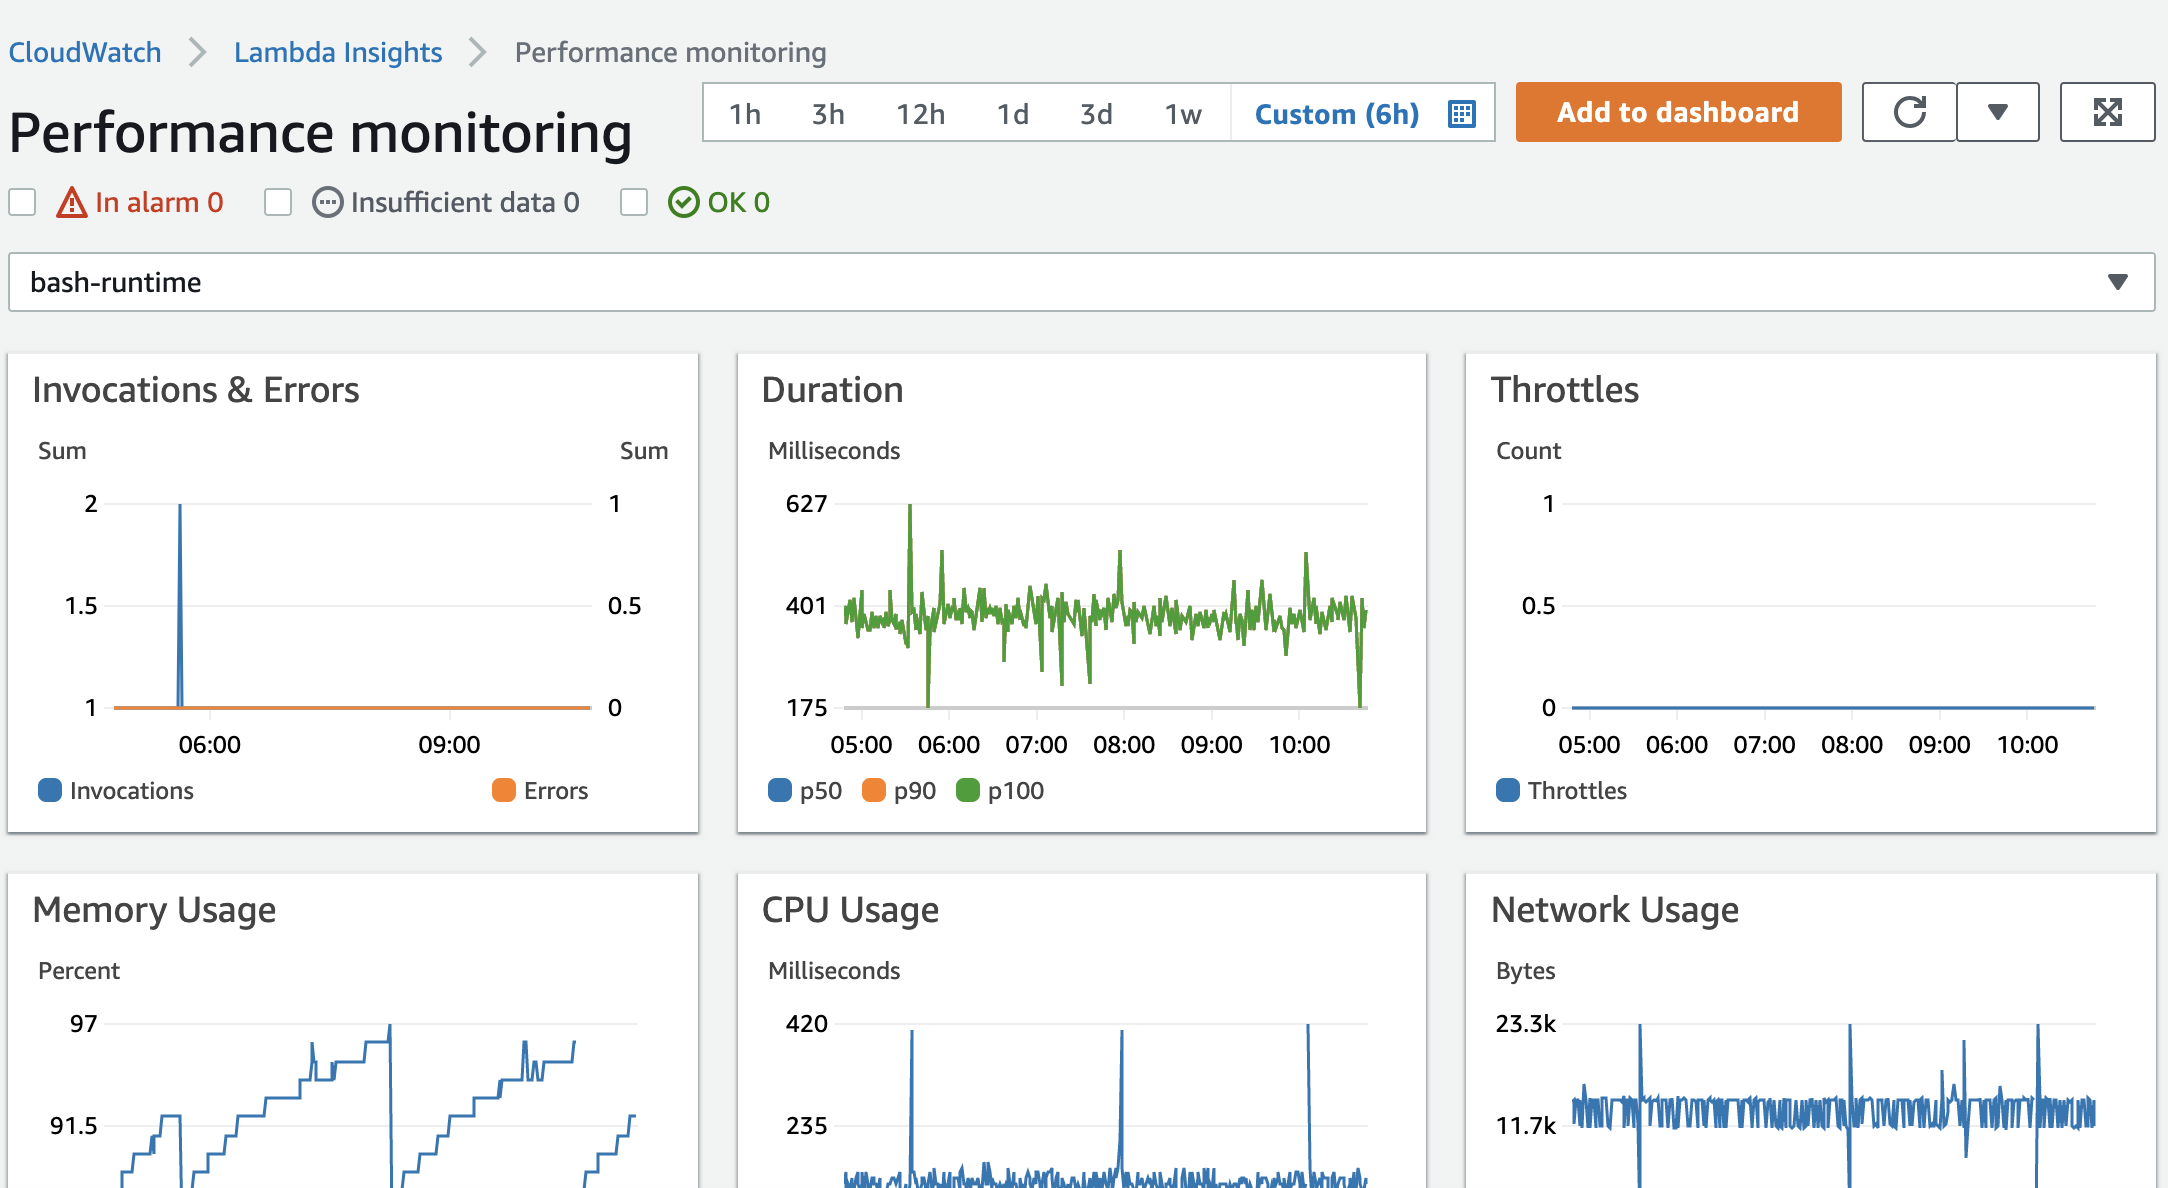 CloudWatch > Lambda Insights > Performance monitoring
Performance monitoring
1h 3h 12h 1d 3d 1w Custom (6h) Add to dashboard
In alarm 0 Insufficient data 0 OK 0
bash-runtime
Invocations & Errors
Sum Sum
2 1
1.5 0.5
1 0
06:00 09:00
Invocations Errors
Duration
Milliseconds
627
401
175
05:00 06:00 07:00 08:00 09:00 10:00
p50 p90 p100
Throttles
Count
1
0.5
0
05:00 06:00 07:00 08:00 09:00 10:00
Throttles
Memory Usage
Percent
97
91.5
CPU Usage
Milliseconds
420
235
Network Usage
Bytes
23.3k
11.7k